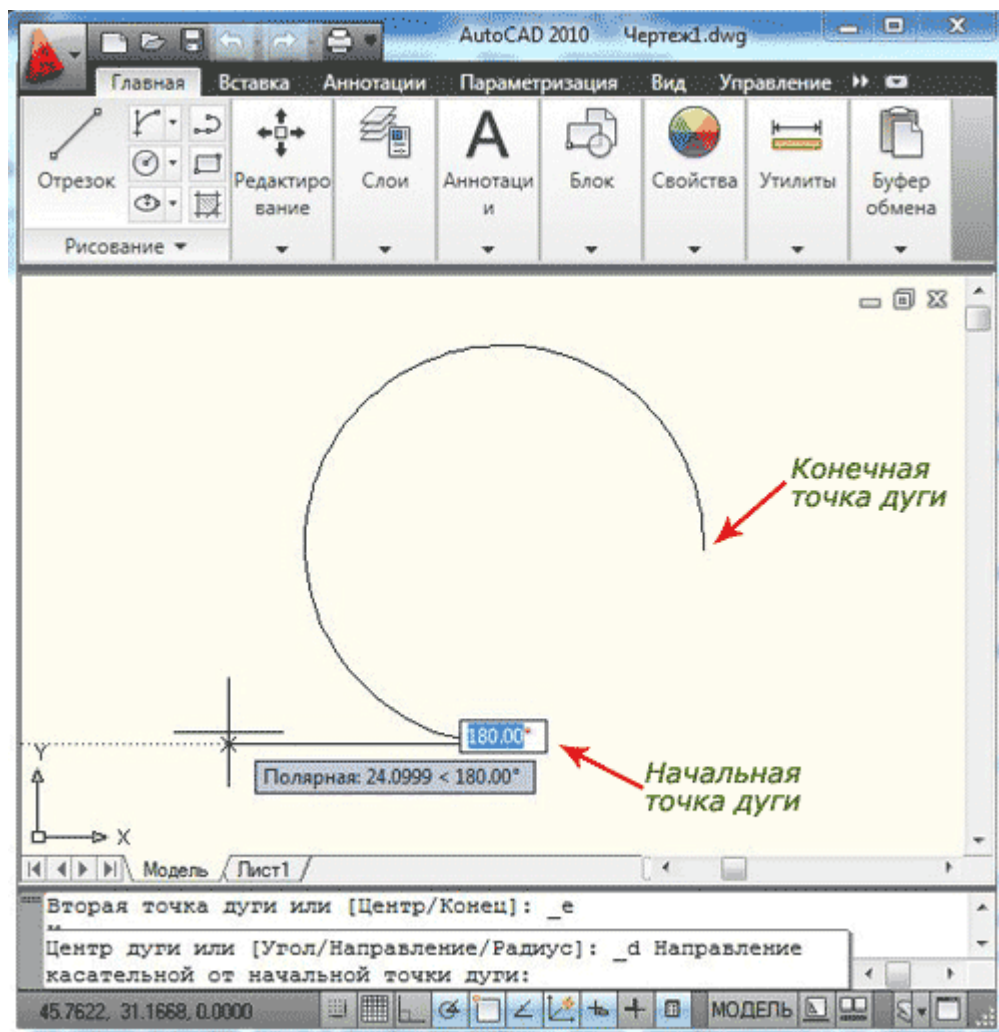 AutoCAD 2010 Чертеж1.dwg
Главная Вставка Аннотации Параметризация Вид Управление
Отрезок
Редактиро
вание
Слои
Аннотаци
и
Блок
Свойства
Утилиты
Буфер
обмена
Рисование
Конечная
точка дуги
180.00°
Полярная: 24.0999 < 180.00°
Начальная
точка дуги
Y
X
Модель Лист1
Вторая точка дуги или [Центр/Конец]: _e
Центр дуги или [Угол/Направление/Радиус]: _d Направление
касательной от начальной точки дуги:
45.7622, 31.1668, 0.0000 МОДЕЛЬ